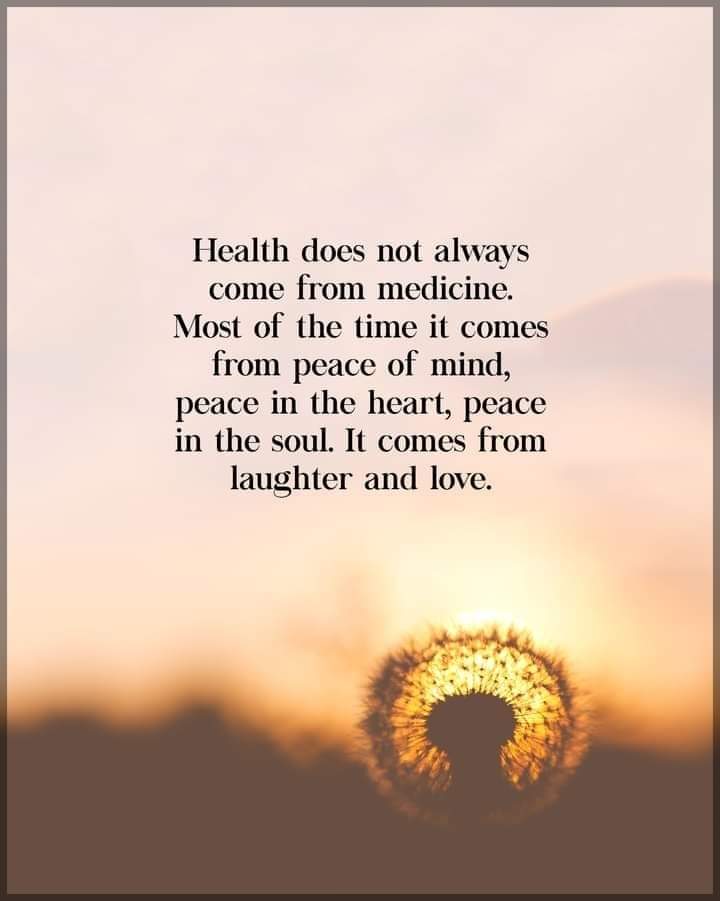 Health does not always
come from medicine.
Most of the time it comes
from peace of mind,
peace in the heart, peace
in the soul. It comes from
laughter and love.